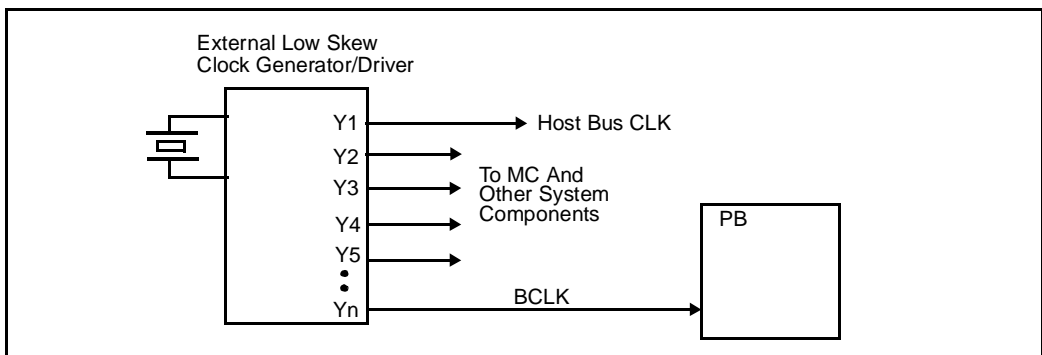 External Low Skew
Clock Generator/Driver
Y1
Host Bus CLK
Y2
Y3
To MC And
Other System
Components
Y4
PB
Y5
Yn
BCLK